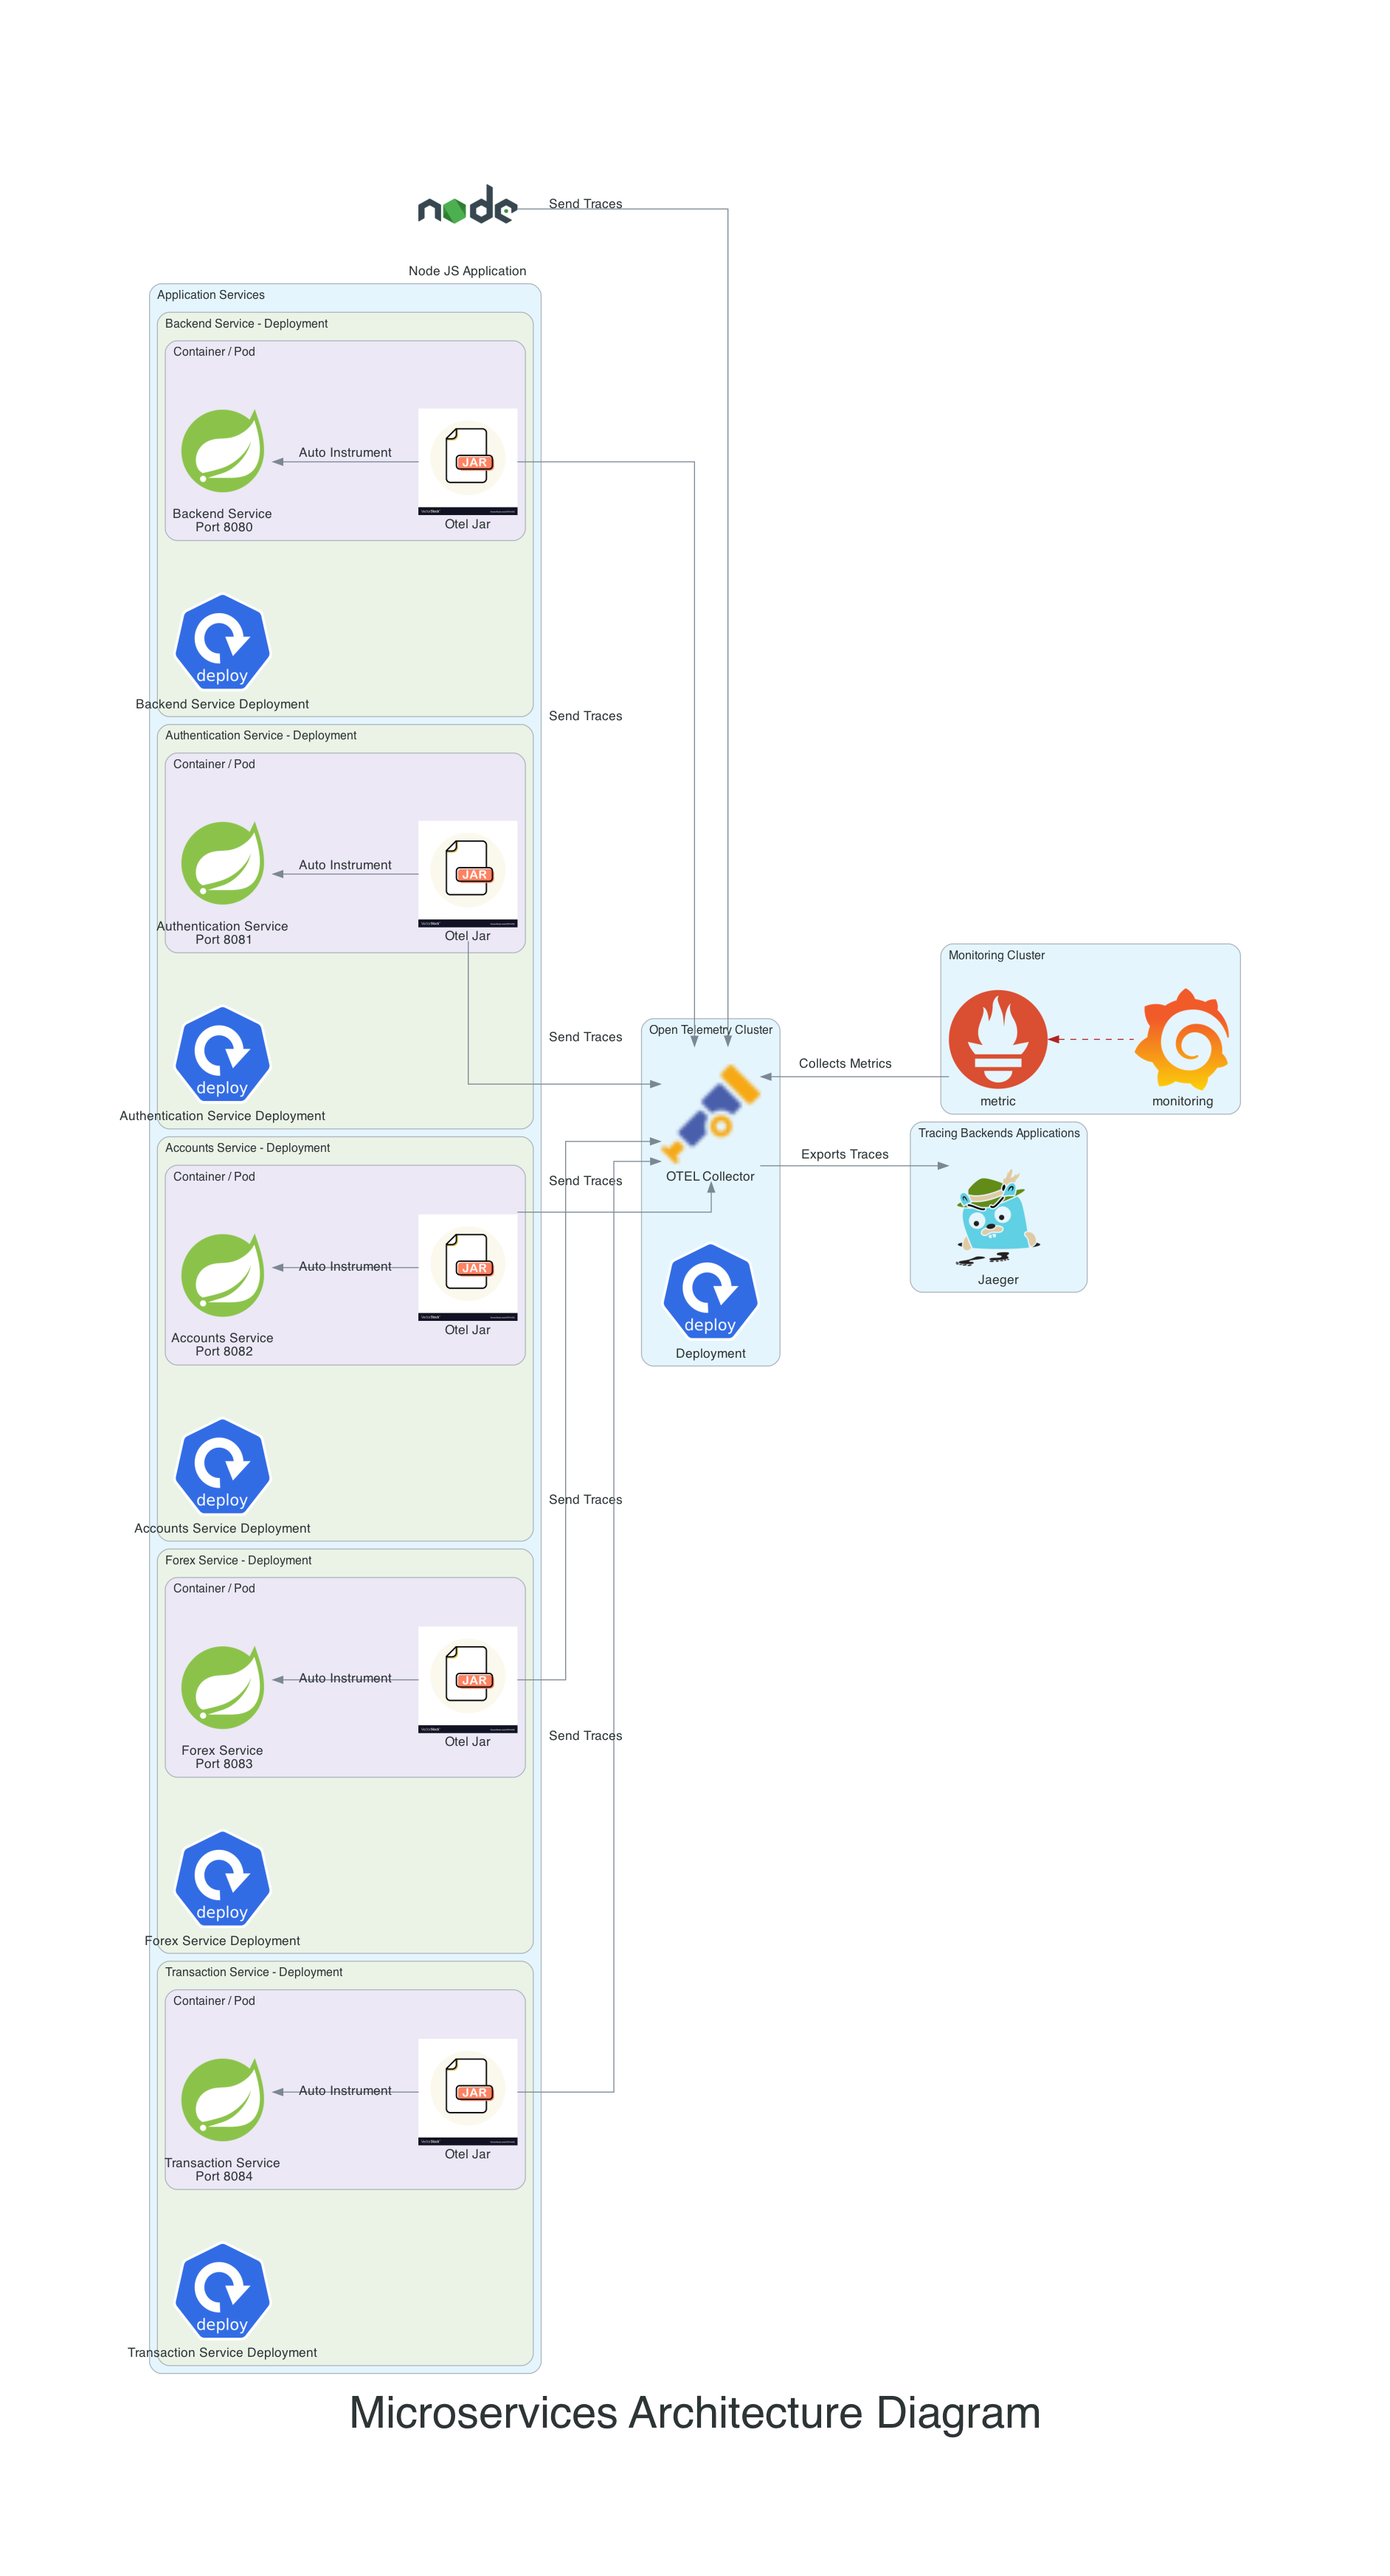 node
Send Traces
Node JS Application
Application Services
Backend Service - Deployment
Container / Pod
Auto Instrument
JAR
Backend Service
Port 8080
Otel Jar
deploy
Backend Service Deployment
Send Traces
Authentication Service - Deployment
Container / Pod
Auto Instrument
JAR
Authentication Service
Port 8081
Otel Jar
deploy
Authentication Service Deployment
Send Traces
Accounts Service - Deployment
Container / Pod
Send Traces
Auto Instrument
JAR
Accounts Service
Port 8082
Otel Jar
deploy
Accounts Service Deployment
Send Traces
Forex Service - Deployment
Container / Pod
Auto Instrument
JAR
Forex Service
Port 8083
Otel Jar
Send Traces
deploy
Forex Service Deployment
Transaction Service - Deployment
Container / Pod
Auto Instrument
JAR
Transaction Service
Port 8084
Otel Jar
deploy
Transaction Service Deployment
Open Telemetry Cluster
OTEL Collector
deploy
Deployment
Collects Metrics
Exports Traces
Monitoring Cluster
metric
monitoring
Tracing Backends Applications
Jaeger
Microservices Architecture Diagram